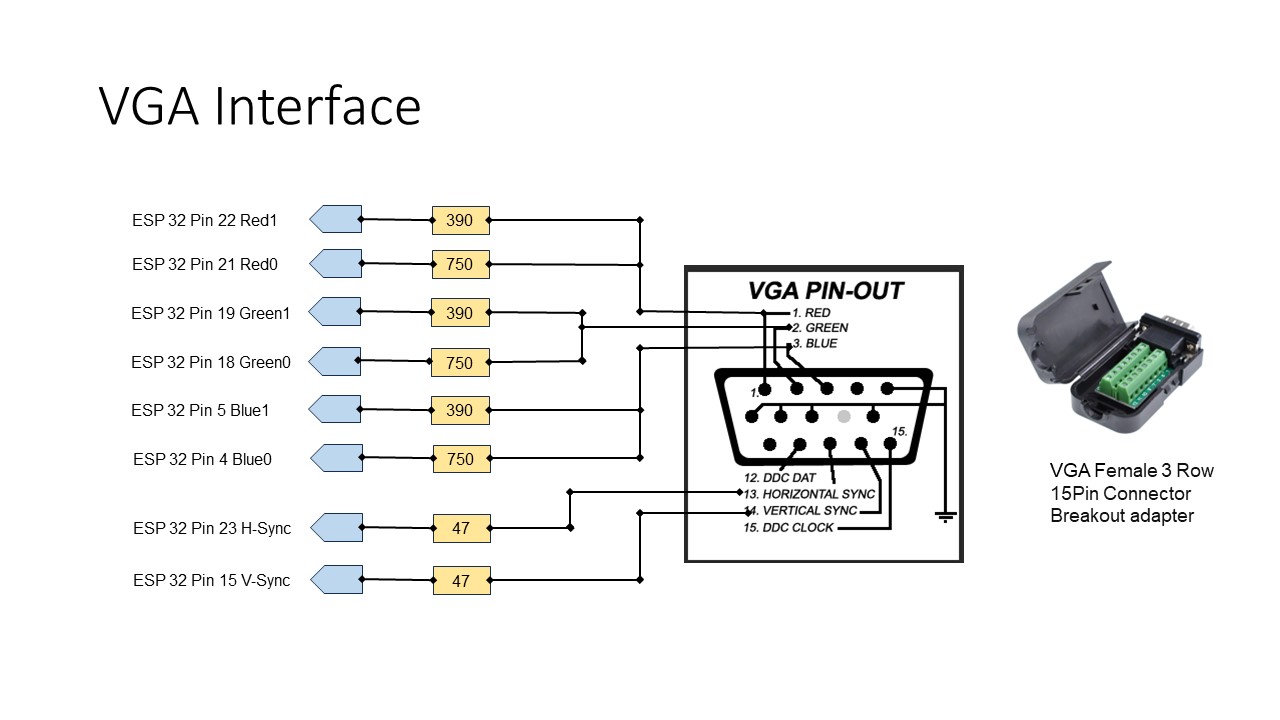 VGA Interface
ESP 32 Pin 22 Red1
390
ESP 32 Pin 21 Red0
750
ESP 32 Pin 19 Green1
390
ESP 32 Pin 18 Green0
750
ESP 32 Pin 5 Blue1
390
ESP 32 Pin 4 Blue0
750
ESP 32 Pin 23 H-Sync
47
ESP 32 Pin 15 V-Sync
47
VGA PIN-OUT
1. RED
2. GREEN
3. BLUE
1.
15.
12. DDC DAT
13. HORIZONTAL SYNC
14. VERTICAL SYNC
15. DDC CLOCK
VGA Female 3 Row
15Pin Connector
Breakout adapter